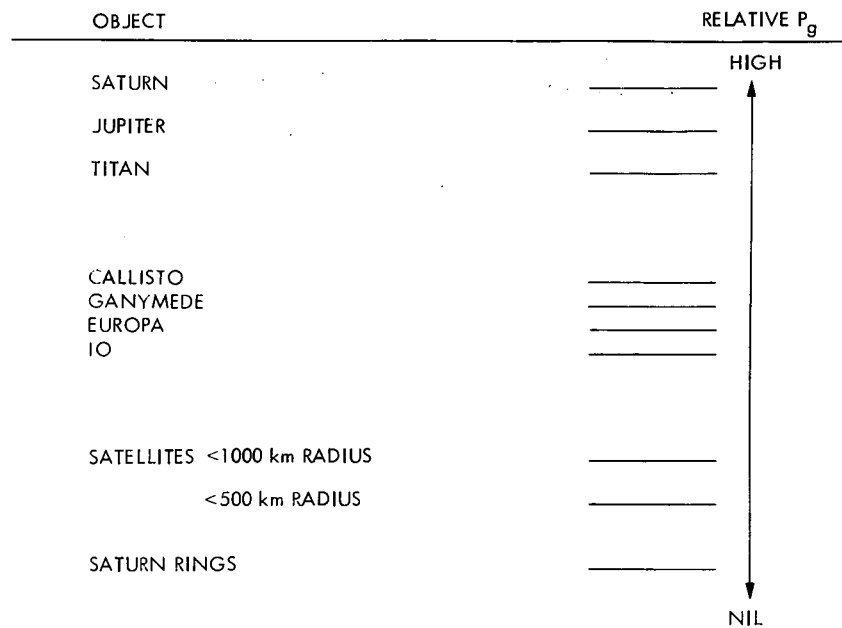 OBJECT RELATIVE Pg
HIGH
SATURN
JUPITER
TITAN
CALLISTO
GANYMEDE
EUROPA
IO
SATELLITES <1000 km RADIUS
<500 km RADIUS
SATURN RINGS
NIL